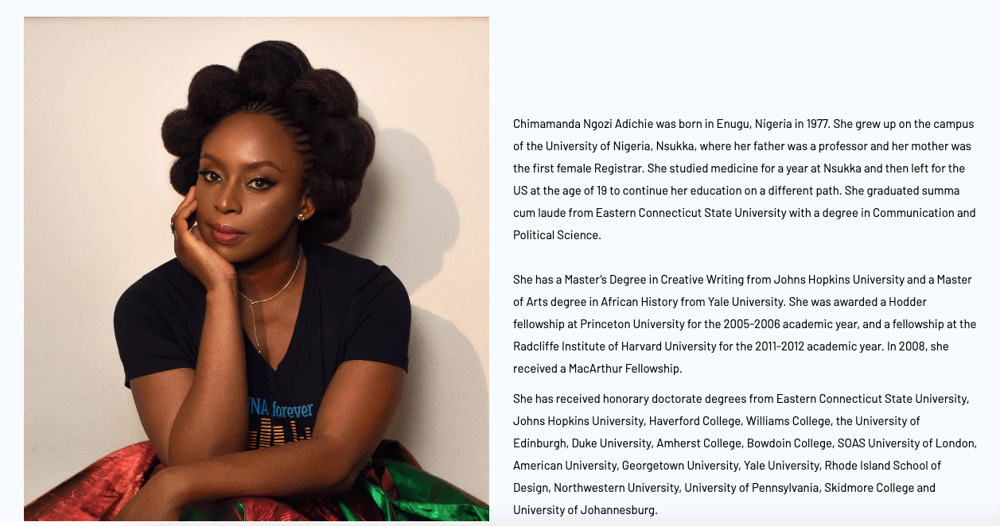 Chimamanda Ngozi Adichie was born in Enugu, Nigeria in 1977. She grew up on the campus
of the University of Nigeria, Nsukka, where her father was a professor and her mother was
the first female Registrar. She studied medicine for a year at Nsukka and then left for the
US at the age of 19 to continue her education on a different path. She graduated summa
cum laude from Eastern Connecticut State University with a degree in Communication and
Political Science.
She has a Master’s Degree in Creative Writing from Johns Hopkins University and a Master
of Arts degree in African History from Yale University. She was awarded a Hodder
fellowship at Princeton University for the 2005-2006 academic year, and a fellowship at the
Radcliffe Institute of Harvard University for the 2011-2012 academic year. In 2008, she
received a MacArthur Fellowship.
She has received honorary doctorate degrees from Eastern Connecticut State University,
Johns Hopkins University, Haverford College, Williams College, the University of
Edinburgh, Duke University, Amherst College, Bowdoin College, SOAS University of London,
American University, Georgetown University, Yale University, Rhode Island School of
Design, Northwestern University, University of Pennsylvania, Skidmore College and
University of Johannesburg.
forever